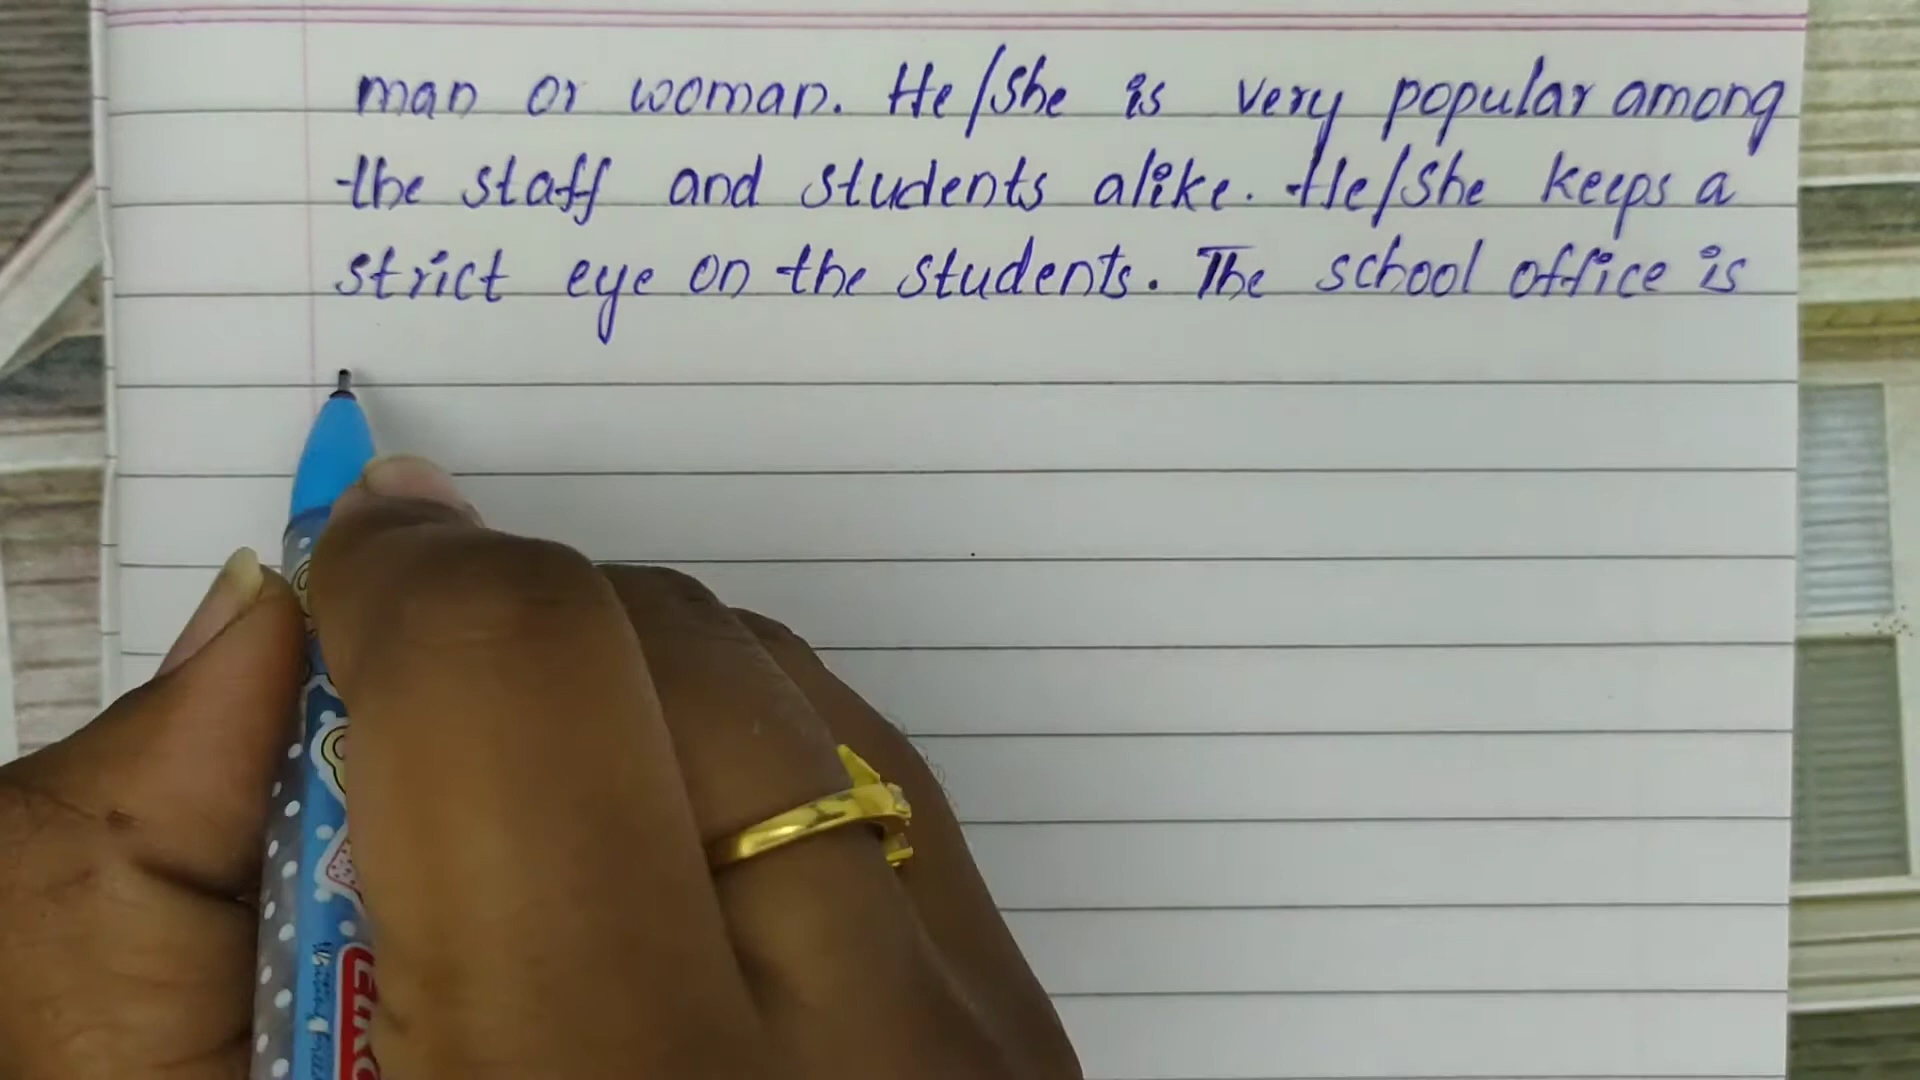 man or woman. He/She is very popular among
the staff and students alike. He/She keeps a
strict eye on the students. The school office is